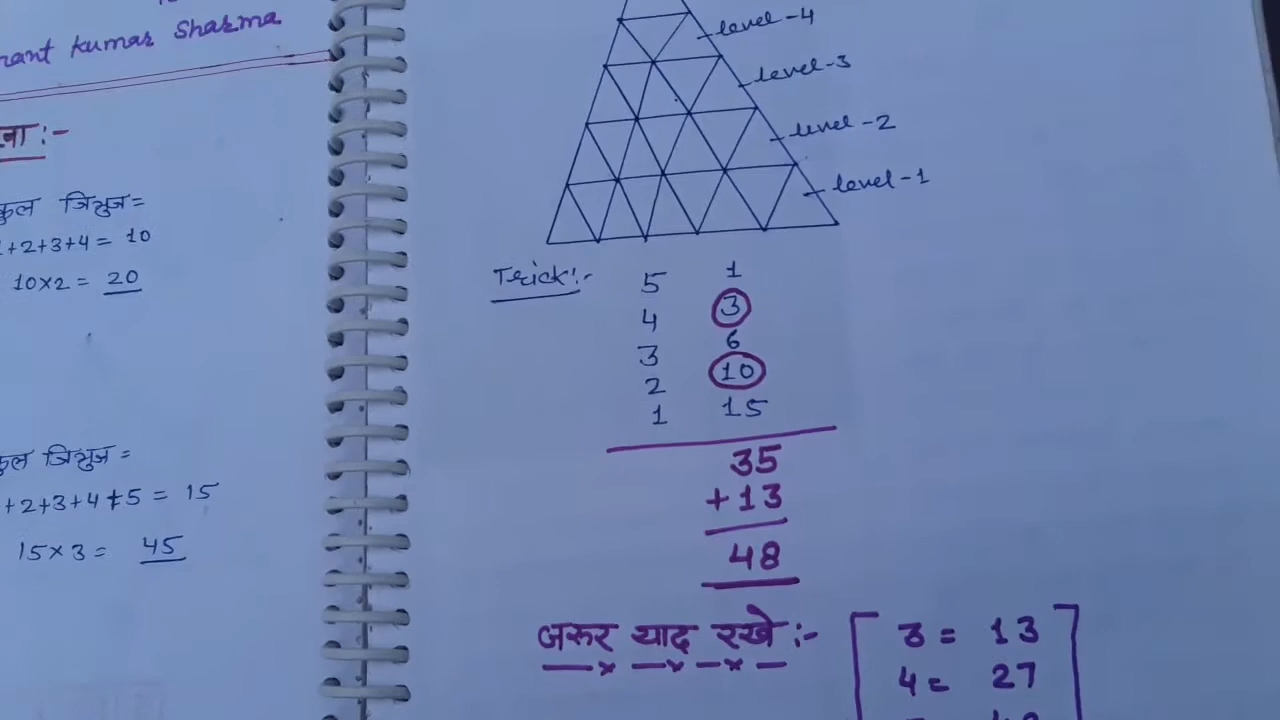 Kumar Sharma
कुल त्रिभुज =
+2+3+4 = 10
10×2 = 20
कुल त्रिभुज =
+2+3+4+5 = 15
15×3 = 45
level-4
level-3
level-2
level-1
Trick:-
5 1
4 3
3 6
2 10
1 15
35
+13
48
जरूर याद रखे :-
3 = 13
4 = 27